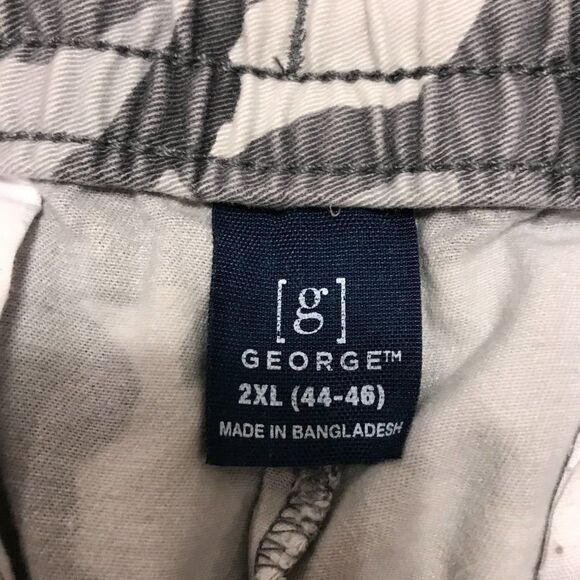 [g]
GEORGE™
2XL (44-46)
MADE IN BANGLADESH